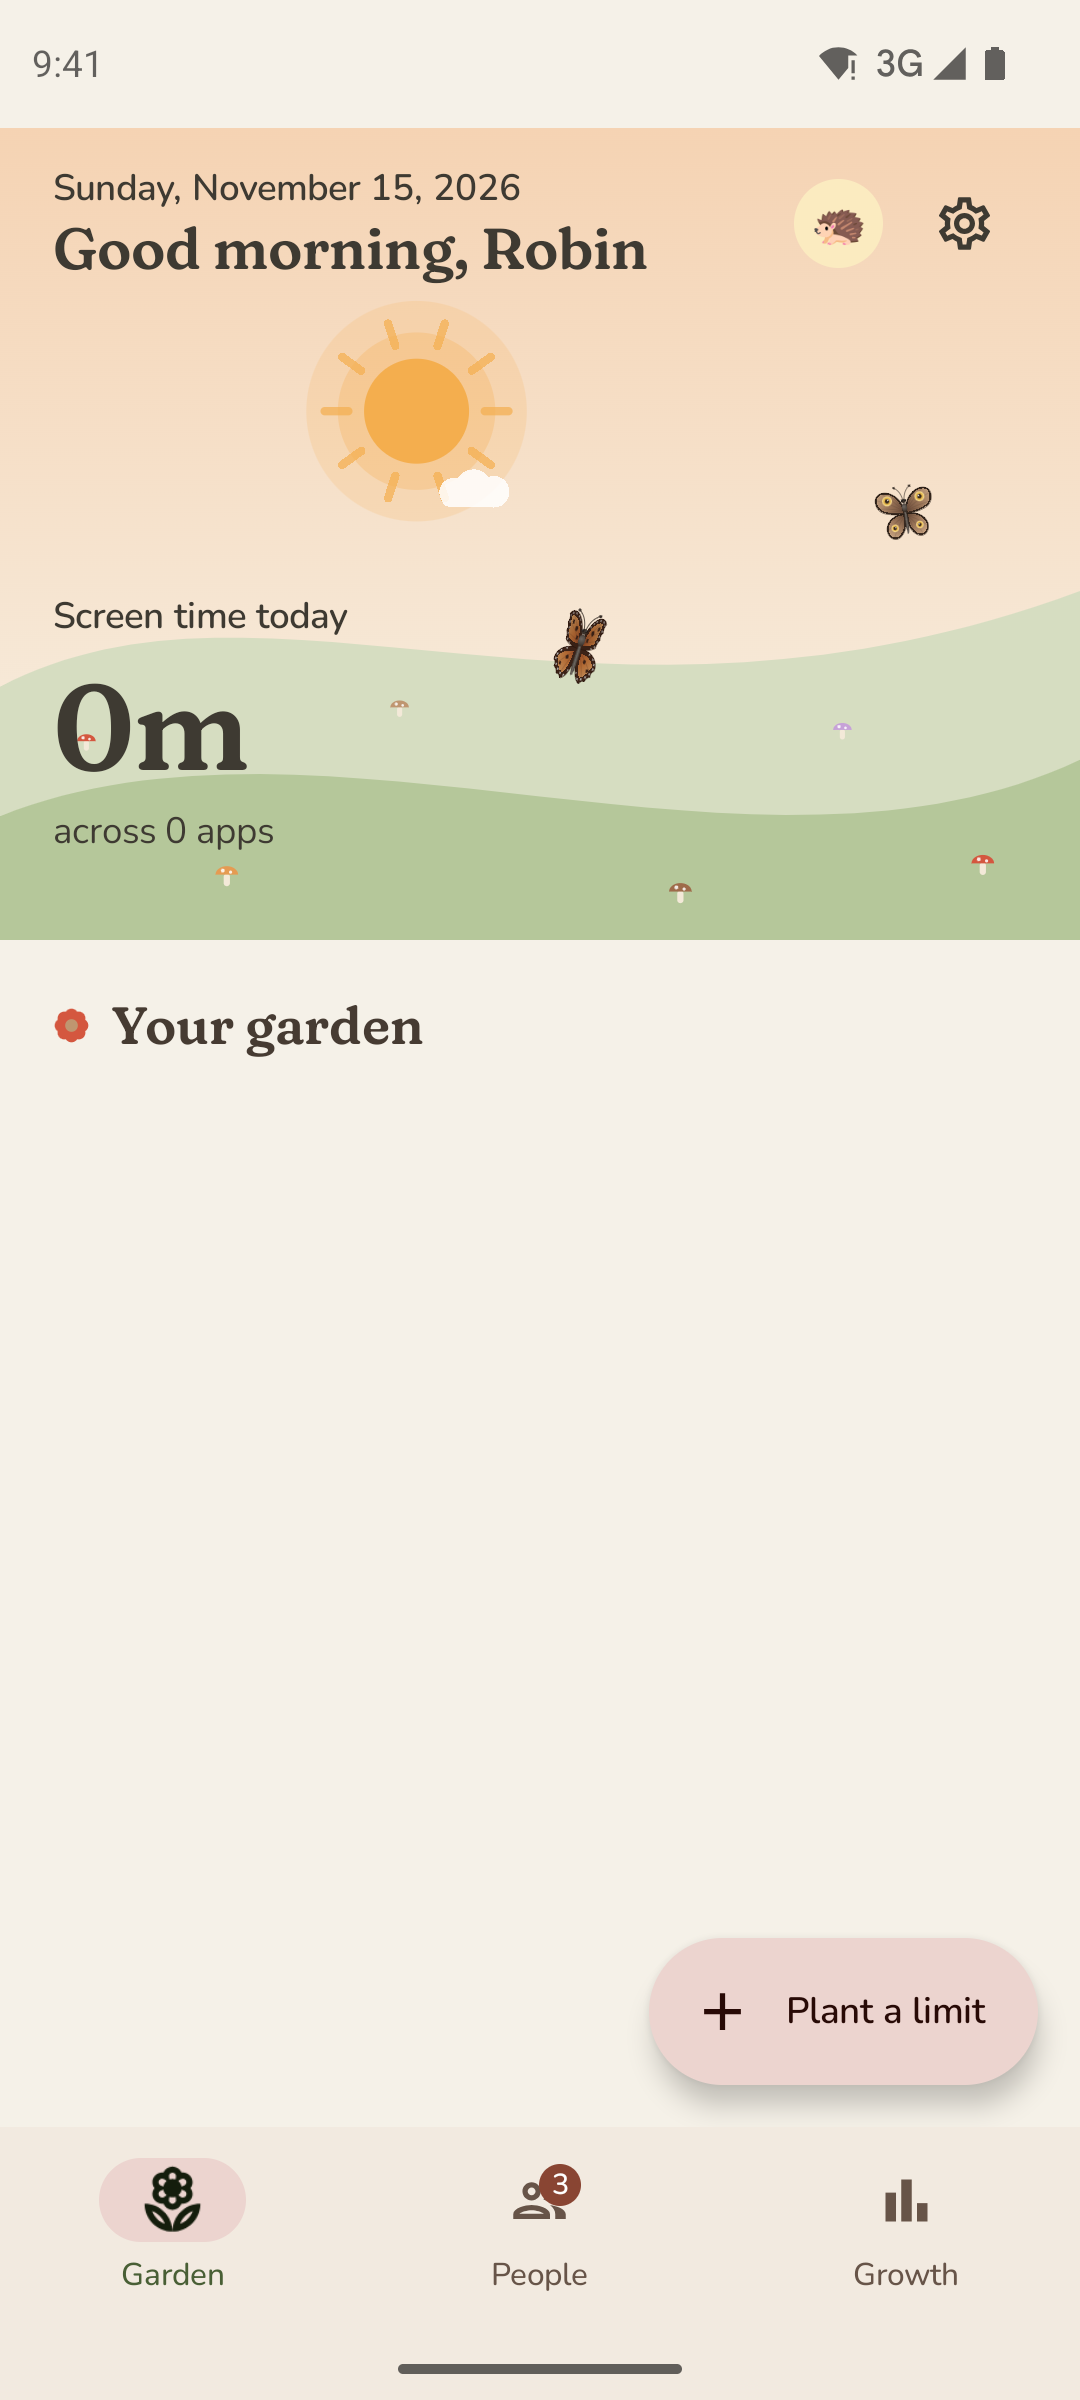 9:41
3G
Sunday, November 15, 2026
Good morning, Robin
Screen time today
0m
across 0 apps
Your garden
Plant a limit
3
Garden
People
Growth